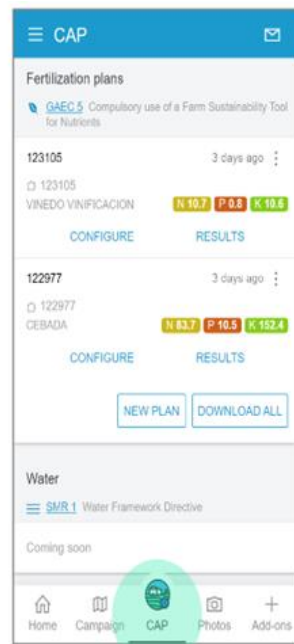 CAP
Fertilization plans
GAEC 5 Compulsory use of a Farm Sustainability Tool
for Nutrients
123105 3 days ago
123105
VINEDO VINIFICACION N 10.7 P 0.8 K 10.6
CONFIGURE RESULTS
122977 3 days ago
122977
CEBADA N 83.7 P 10.5 K 152.4
CONFIGURE RESULTS
NEW PLAN DOWNLOAD ALL
Water
SMR 1 Water Framework Directive
Coming soon
Home Campaign CAP Photos Add-ons